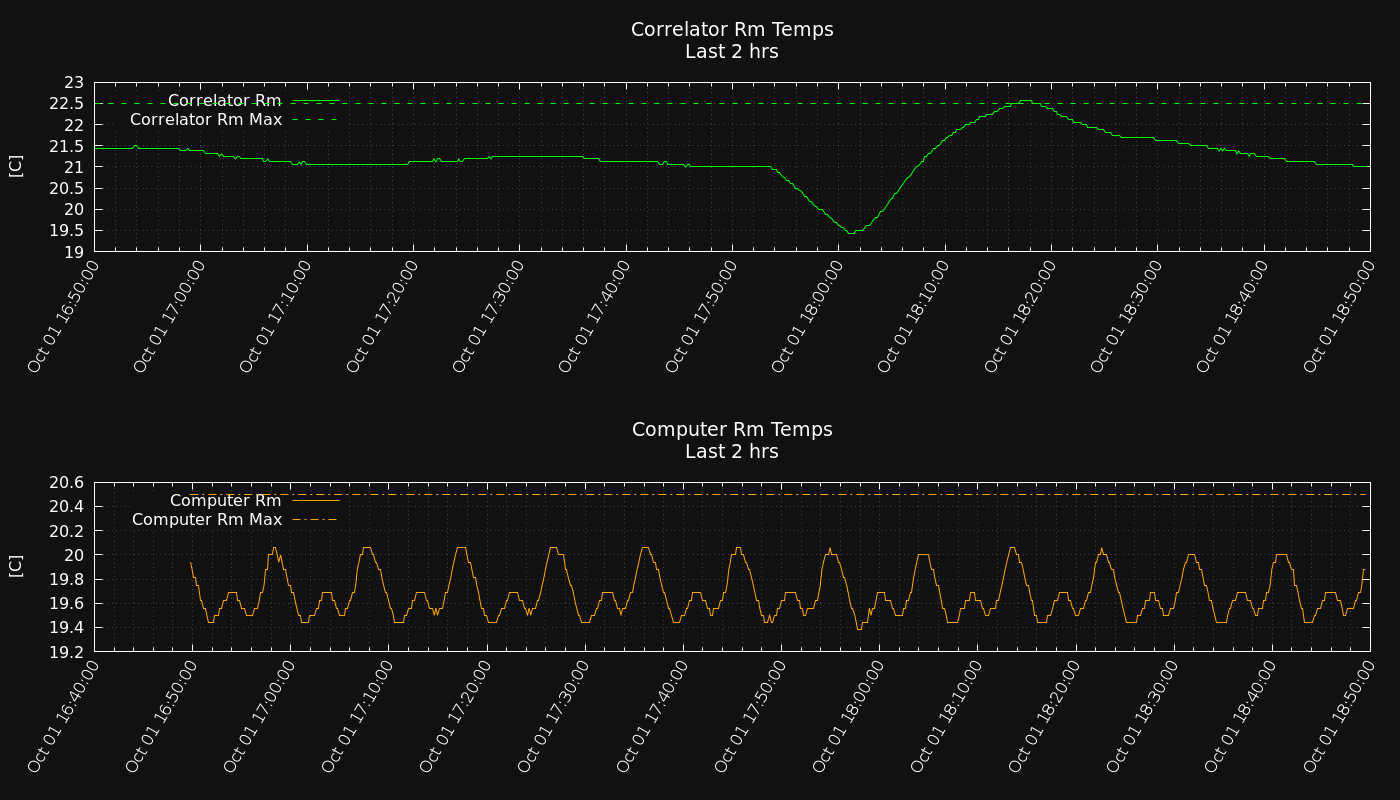 Correlator Rm Temps
Last 2 hrs
23
22.5
22
21.5
21
20.5
20
19.5
19
[C]
Correlator Rm
Correlator Rm Max
Oct 01 16:50:00
Oct 01 17:00:00
Oct 01 17:10:00
Oct 01 17:20:00
Oct 01 17:30:00
Oct 01 17:40:00
Oct 01 17:50:00
Oct 01 18:00:00
Oct 01 18:10:00
Oct 01 18:20:00
Oct 01 18:30:00
Oct 01 18:40:00
Oct 01 18:50:00
Computer Rm Temps
Last 2 hrs
20.6
20.4
20.2
20
19.8
19.6
19.4
19.2
[C]
Computer Rm
Computer Rm Max
Oct 01 16:40:00
Oct 01 16:50:00
Oct 01 17:00:00
Oct 01 17:10:00
Oct 01 17:20:00
Oct 01 17:30:00
Oct 01 17:40:00
Oct 01 17:50:00
Oct 01 18:00:00
Oct 01 18:10:00
Oct 01 18:20:00
Oct 01 18:30:00
Oct 01 18:40:00
Oct 01 18:50:00